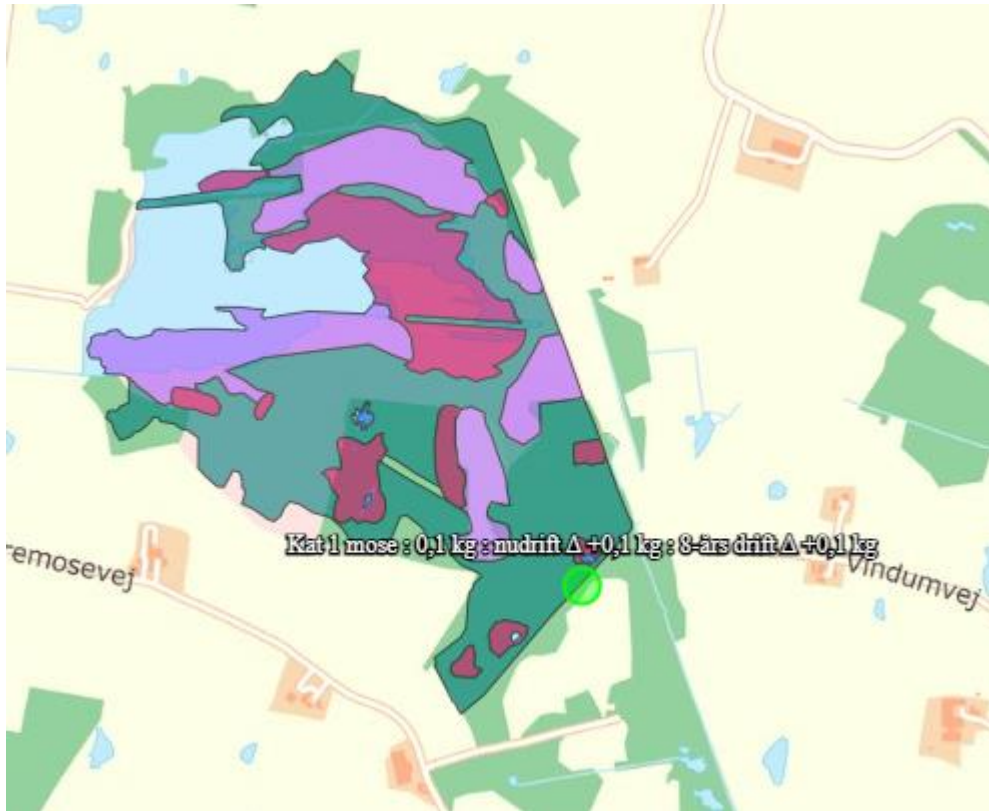 Kat 1 mose : 0,1 kg : nudrift Δ +0,1 kg : 8-års drift Δ +0,1 kg
remosevej
Vindumvej